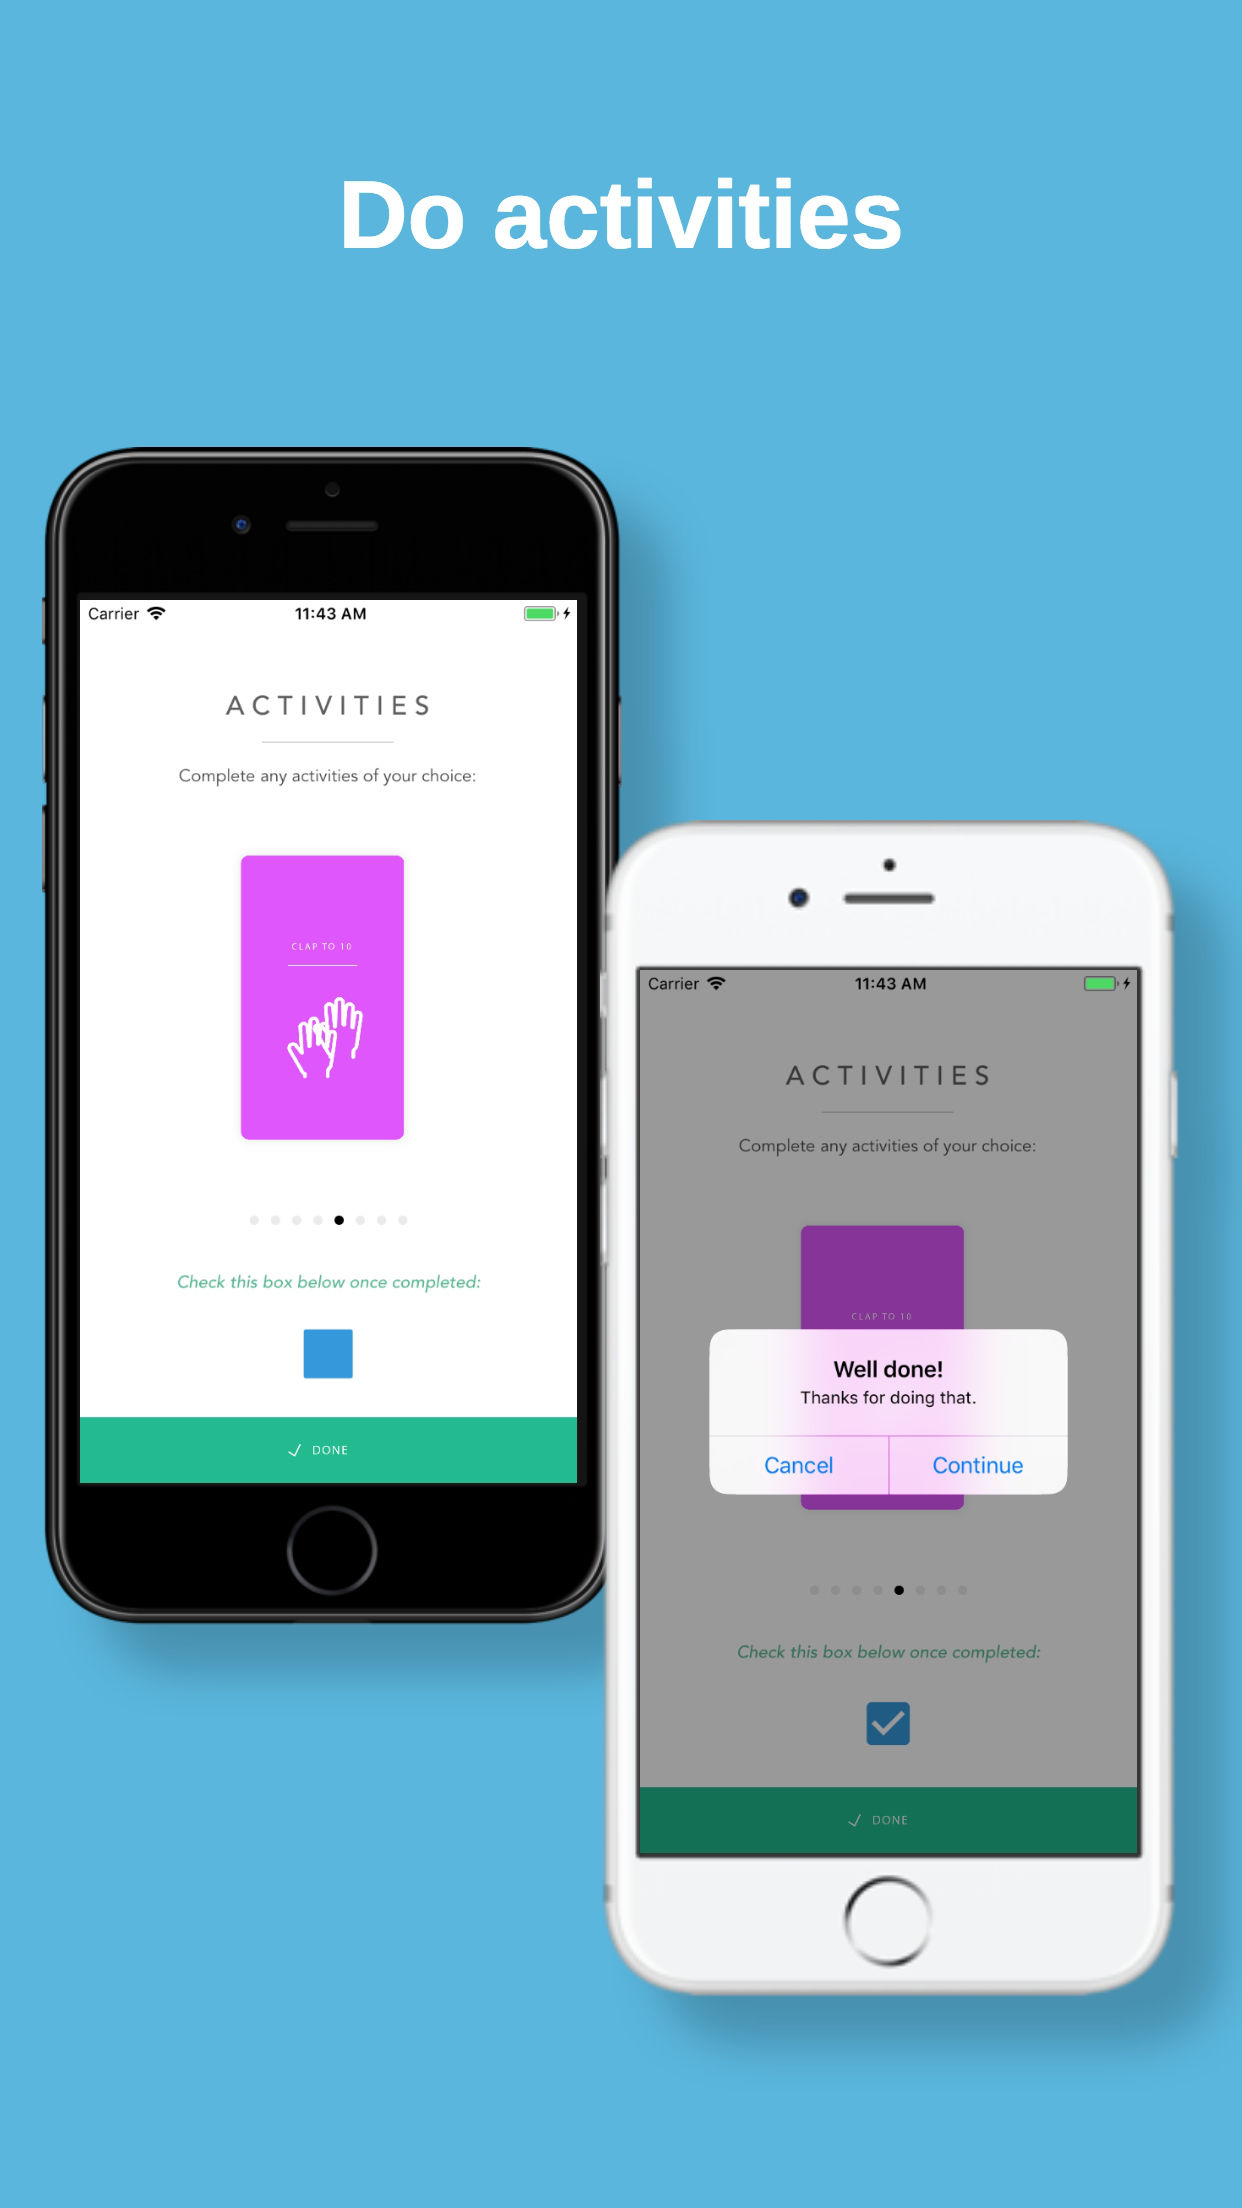 Do activities
Carrier
11:43 AM
ACTIVITIES
Complete any activities of your choice:
CLAP TO 10
Check this box below once completed:
DONE
Carrier
11:43 AM
ACTIVITIES
Complete any activities of your choice:
CLAP TO 10
Well done!
Thanks for doing that.
Cancel
Continue
Check this box below once completed:
DONE